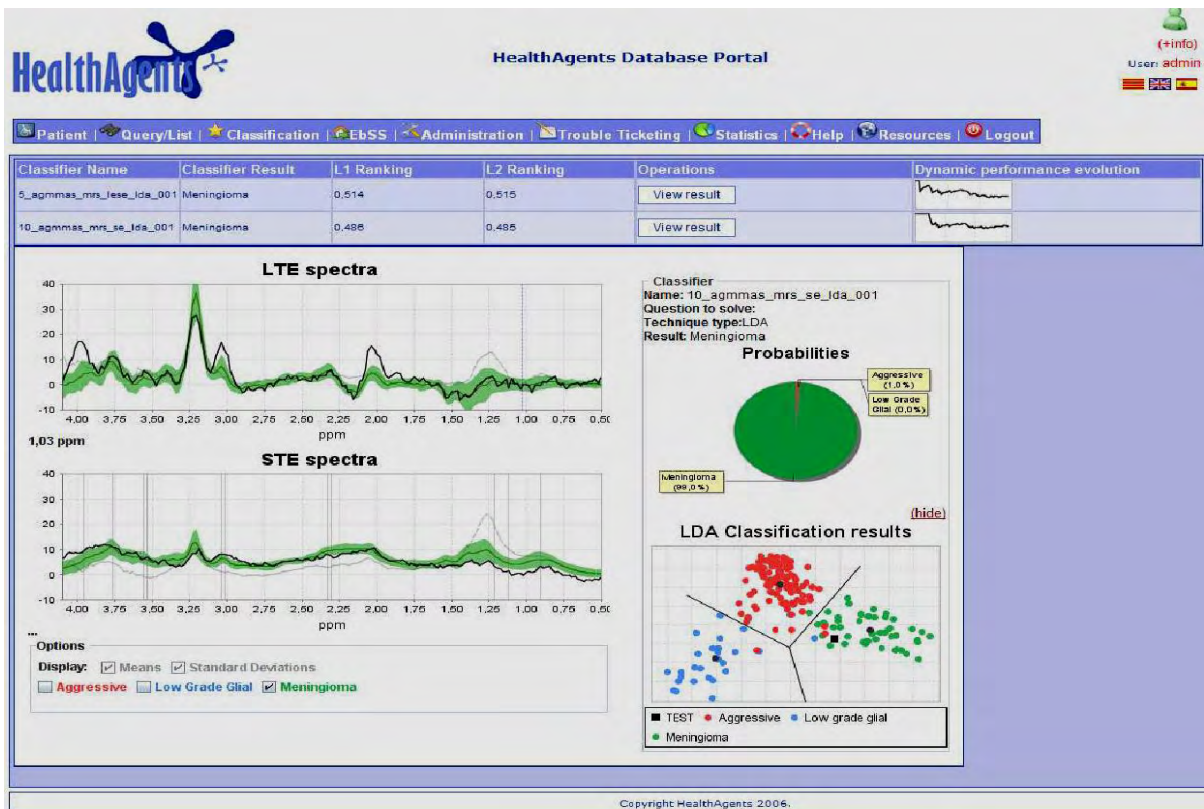 HealthAgents
HealthAgents Database Portal
(+info)
User: admin
Patient | Query/List | Classification | EbSS | Administration | Trouble Ticketing | Statistics | Help | Resources | Logout
Classifier Name Classifier Result L1 Ranking L2 Ranking Operations Dynamic performance evolution
5_agmmas_mrs_lese_lda_001 Meningioma 0,514 0,515 View result
10_agmmas_mrs_se_lda_001 Meningioma 0,486 0,485 View result
LTE spectra
40
30
20
10
0
-10
4,00 3,75 3,50 3,25 3,00 2,75 2,50 2,25 2,00 1,75 1,50 1,25 1,00 0,75 0,50
ppm
1,03 ppm
STE spectra
40
30
20
10
0
-10
4,00 3,75 3,50 3,25 3,00 2,75 2,50 2,25 2,00 1,75 1,50 1,25 1,00 0,75 0,50
ppm
...
Options
Display: Means Standard Deviations
Aggressive Low Grade Glial Meningioma
Classifier
Name: 10_agmmas_mrs_se_lda_001
Question to solve:
Technique type:LDA
Result: Meningioma
Probabilities
Aggressive
(1,0%)
Low Grade
Glial (0,0%)
Meningioma
(99,0%)
(hide)
LDA Classification results
TEST Aggressive Low grade glial
Meningioma
Copyright HealthAgents 2006.